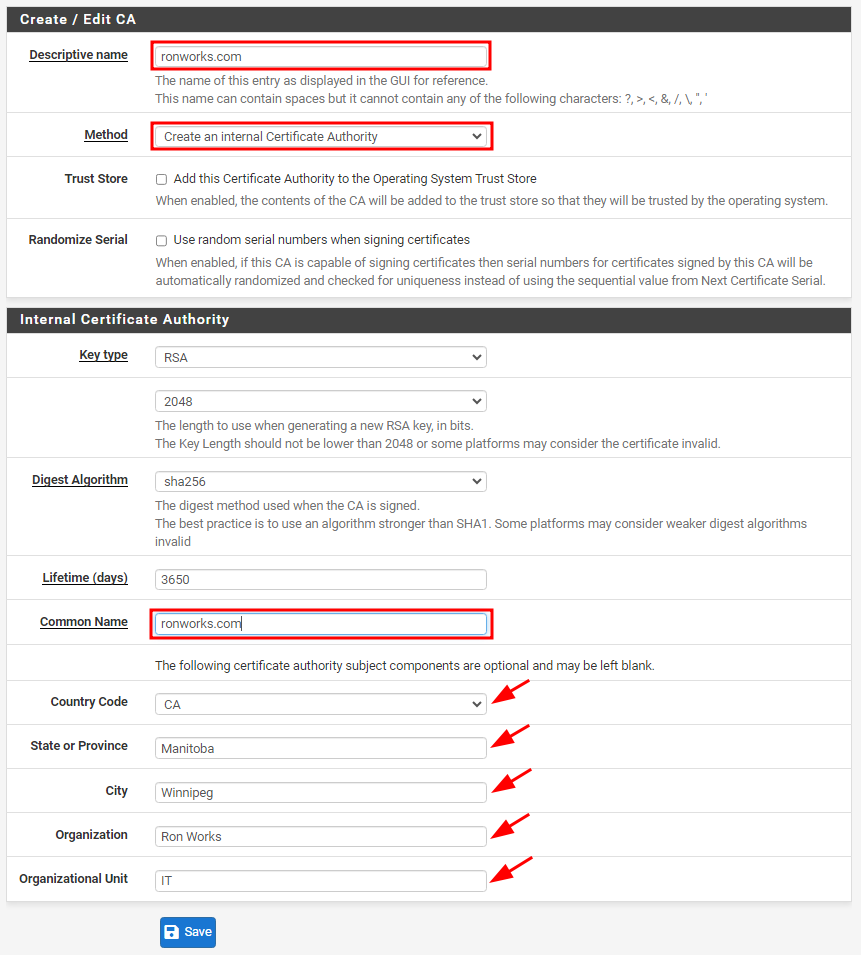 Create / Edit CA
Descriptive name
ronworks.com
The name of this entry as displayed in the GUI for reference.
This name can contain spaces but it cannot contain any of the following characters: ?, >, <, &, /, \, ", '
Method
Create an internal Certificate Authority
Trust Store
Add this Certificate Authority to the Operating System Trust Store
When enabled, the contents of the CA will be added to the trust store so that they will be trusted by the operating system.
Randomize Serial
Use random serial numbers when signing certificates
When enabled, if this CA is capable of signing certificates then serial numbers for certificates signed by this CA will be
automatically randomized and checked for uniqueness instead of using the sequential value from Next Certificate Serial.
Internal Certificate Authority
Key type
RSA
2048
The length to use when generating a new RSA key, in bits.
The Key Length should not be lower than 2048 or some platforms may consider the certificate invalid.
Digest Algorithm
sha256
The digest method used when the CA is signed.
The best practice is to use an algorithm stronger than SHA1. Some platforms may consider weaker digest algorithms
invalid
Lifetime (days)
3650
Common Name
ronworks.com
The following certificate authority subject components are optional and may be left blank.
Country Code
CA
State or Province
Manitoba
City
Winnipeg
Organization
Ron Works
Organizational Unit
IT
Save